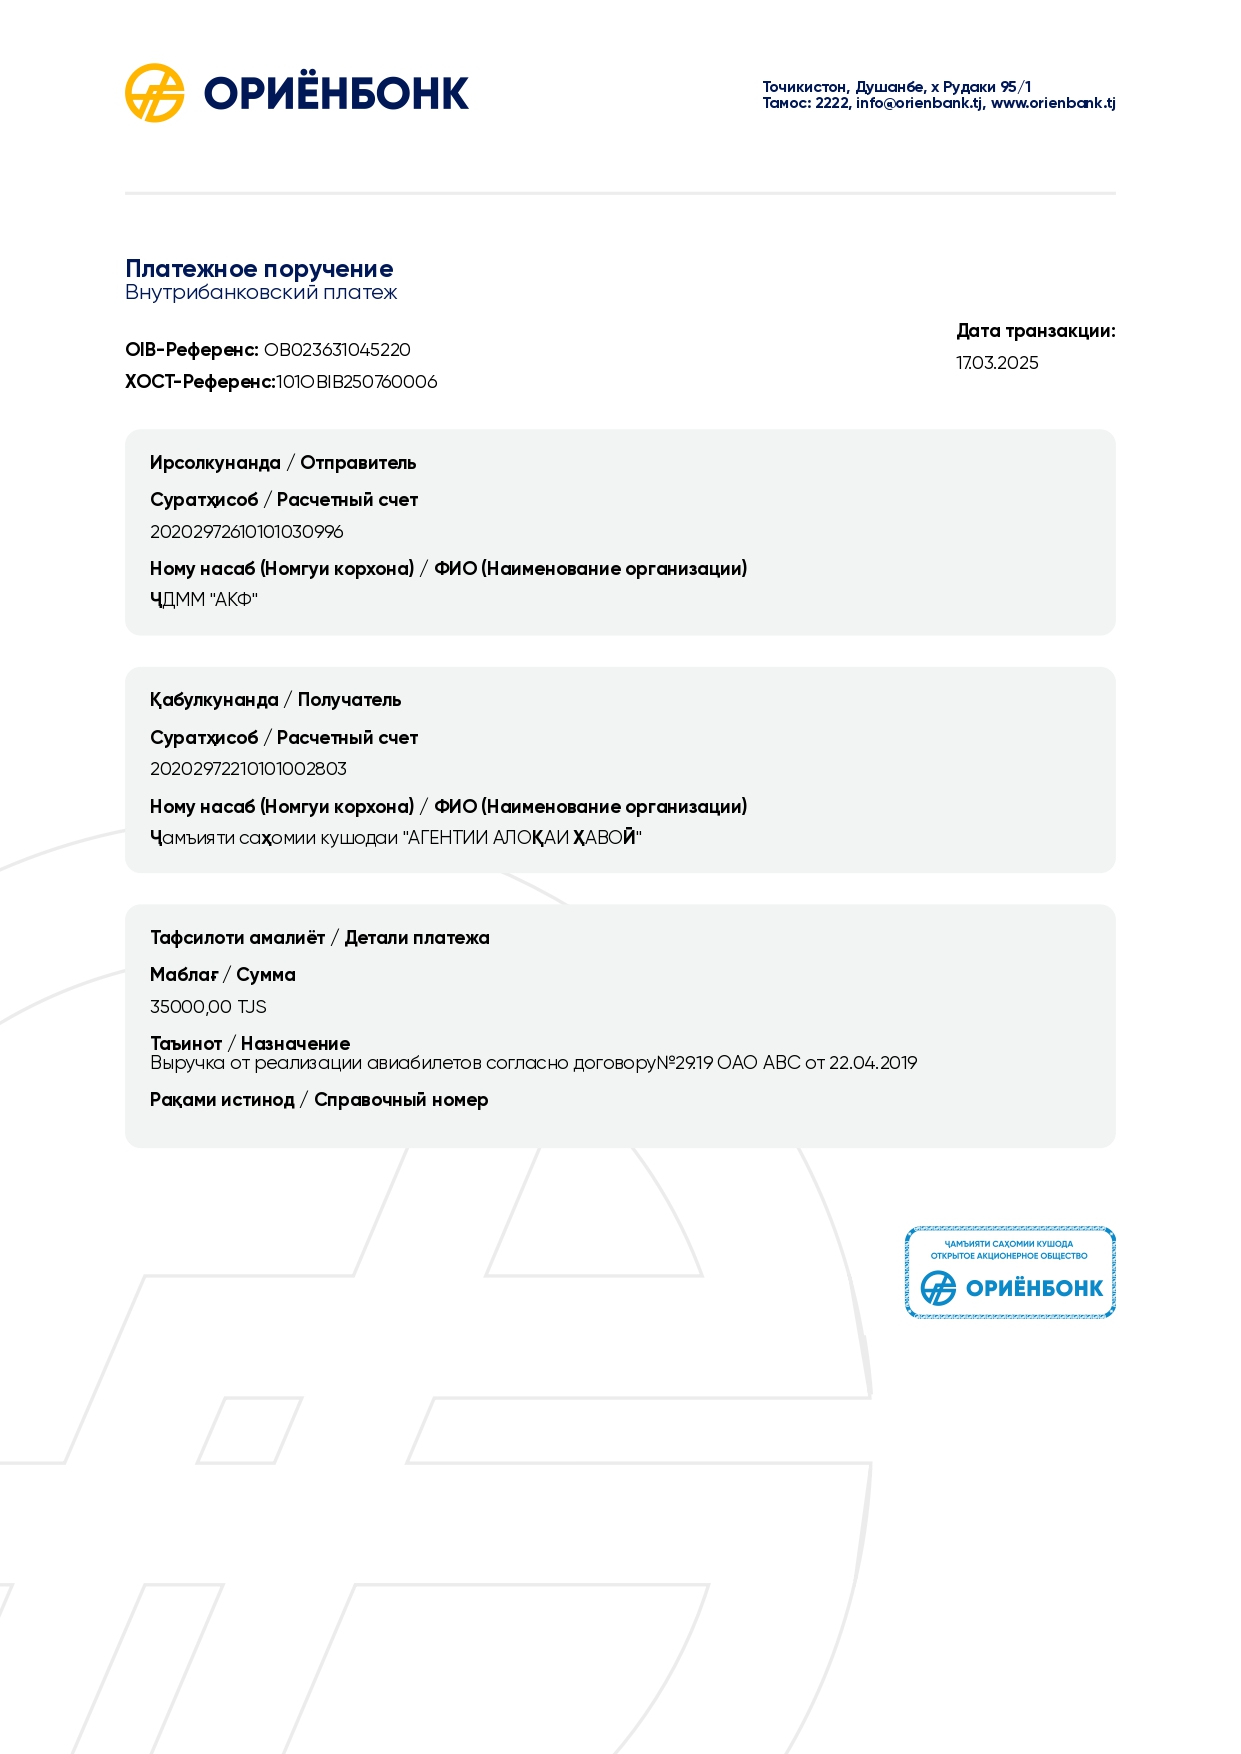 ОРИЁНБОНК
Точикистон, Душанбе, х Рудаки 95/1
Тамос: 2222, info@orienbank.tj, www.orienbank.tj
Платежное поручение
Внутрибанковский платеж
Дата транзакции:
17.03.2025
OIB-Референс: OB023631045220
ХОСТ-Референс:101OBIB250760006
Ирсолкунанда / Отправитель
Суратҳисоб / Расчетный счет
20202972610101030996
Ному насаб (Номгуи корхона) / ФИО (Наименование организации)
ҶДММ "АКФ"
Қабулкунанда / Получатель
Суратҳисоб / Расчетный счет
20202972210101002803
Ному насаб (Номгуи корхона) / ФИО (Наименование организации)
Ҷамъияти саҳомии кушодаи "АГЕНТИИ АЛОҚАИ ҲАВОӢ"
Тафсилоти амалиёт / Детали платежа
Маблағ / Сумма
35000,00 TJS
Таъинот / Назначение
Выручка от реализации авиабилетов согласно договору№29.19 ОАО АВС от 22.04.2019
Рақами истинод / Справочный номер
ҶАМЪИЯТИ САҲОМИИ КУШОДА
ОТКРЫТОЕ АКЦИОНЕРНОЕ ОБЩЕСТВО
ОРИЁНБОНК